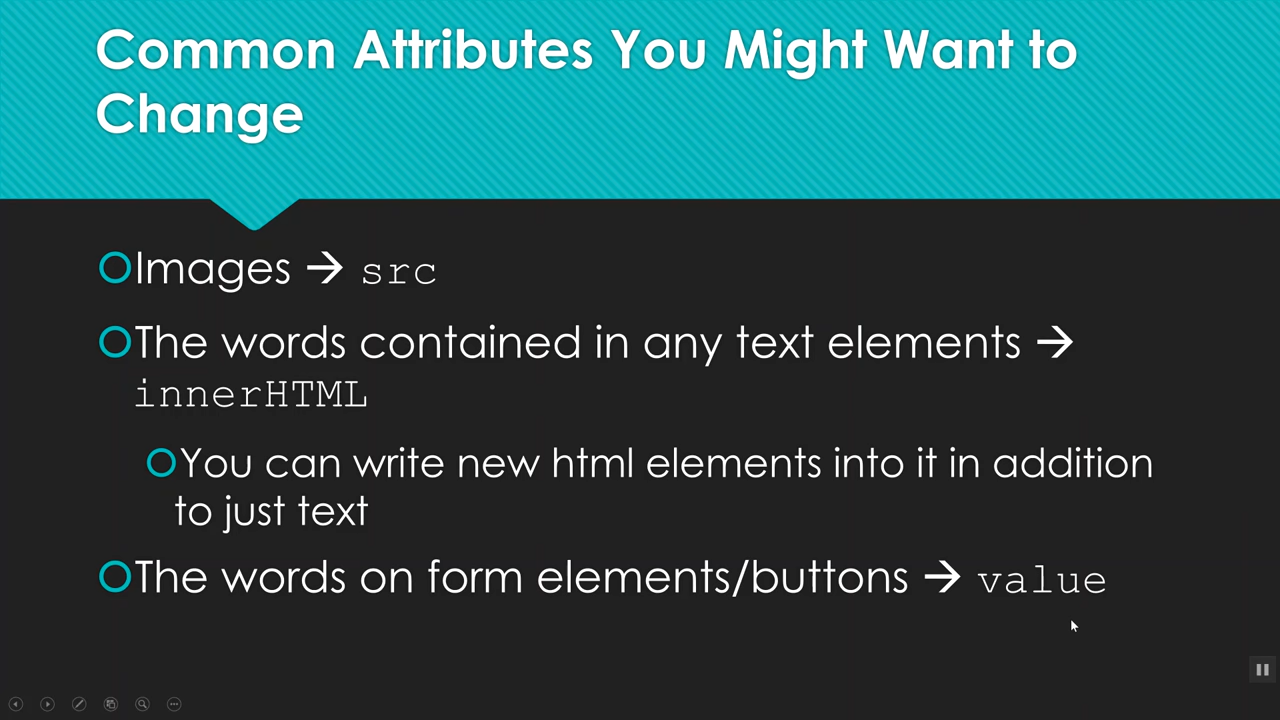 Common Attributes You Might Want to
Change
Images → src
The words contained in any text elements →
innerHTML
You can write new html elements into it in addition
to just text
The words on form elements/buttons → value